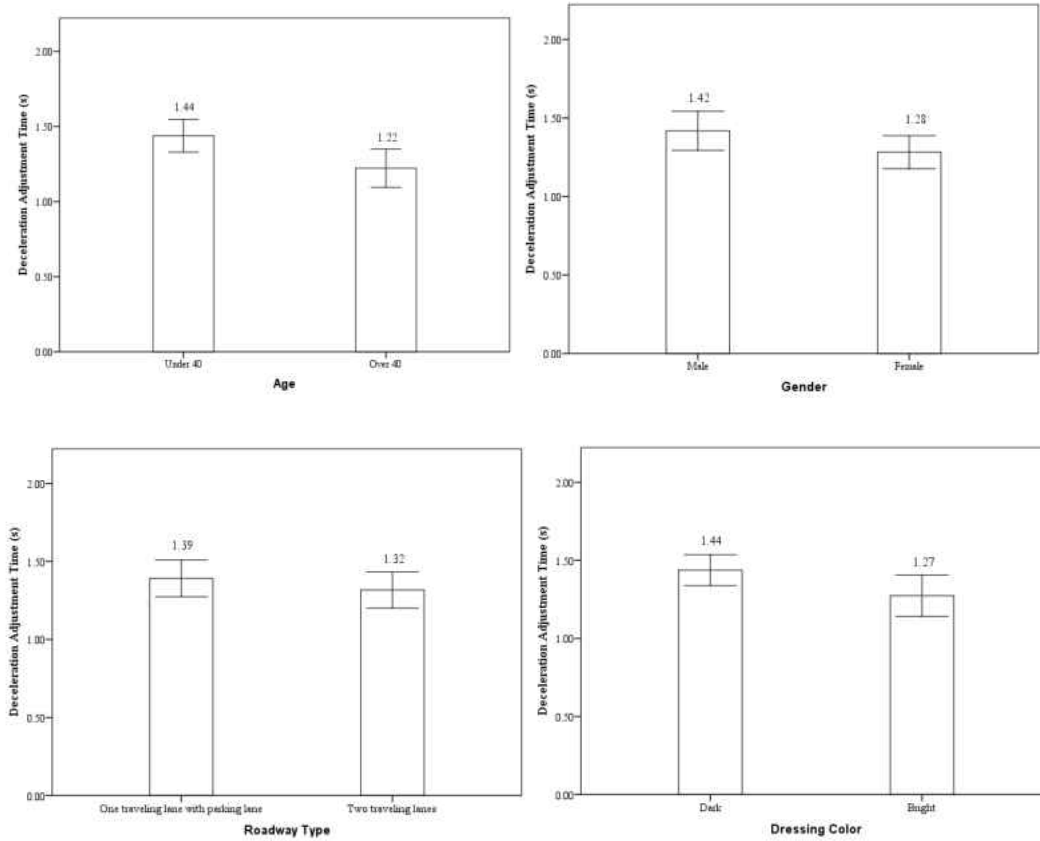 Deceleration Adjustment Time (s)
2.00
1.50
1.00
0.50
0.00
1.44
1.22
Under 40
Over 40
Age
Deceleration Adjustment Time (s)
2.00
1.50
1.00
0.50
0.00
1.42
1.28
Male
Female
Gender
Deceleration Adjustment Time (s)
2.00
1.50
1.00
0.50
0.00
1.39
1.32
One traveling lane with parking lane
Two traveling lanes
Roadway Type
Deceleration Adjustment Time (s)
2.00
1.50
1.00
0.50
0.00
1.44
1.27
Dark
Bright
Dressing Color